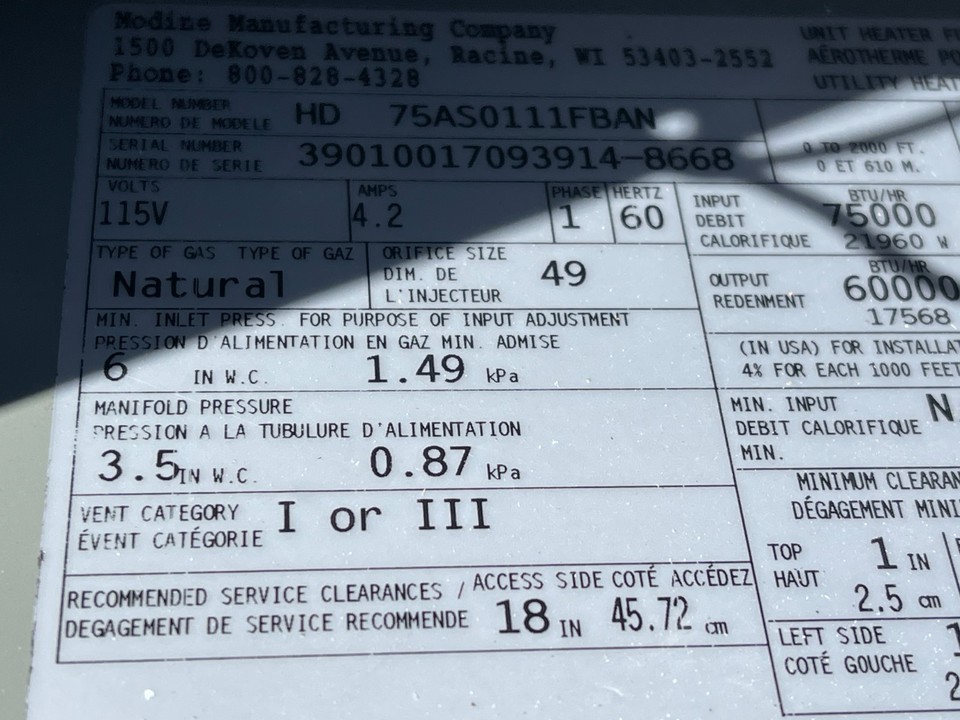 Modine Manufacturing Company
1500 DeKoven Avenue, Racine, WI 53403-2552
Phone: 800-828-4328
UNIT HEATER
AÉROTHERME
UTILITY
MODEL NUMBER
NUMERO DE MODELE HD 75AS0111FBAN
SERIAL NUMBER
NUMERO DE SERIE 39010017093914-8668
0 TO 2000 FT.
0 ET 610 M.
VOLTS
115V
AMPS
4.2
PHASE
1
HERTZ
60
INPUT
DEBIT
CALORIFIQUE
BTU/HR
75000
21960 W
TYPE OF GAS TYPE OF GAZ
Natural
ORIFICE SIZE
DIM. DE
L'INJECTEUR
49
OUTPUT
REDENMENT
BTU/HR
60000
17568
MIN. INLET PRESS. FOR PURPOSE OF INPUT ADJUSTMENT
PRESSION D'ALIMENTATION EN GAZ MIN. ADMISE
6 IN W.C. 1.49 kPa
(IN USA) FOR
4% FOR EACH 1000 FEET
MANIFOLD PRESSURE
PRESSION A LA TUBULURE D'ALIMENTATION
3.5 IN W.C. 0.87 kPa
MIN. INPUT
DEBIT CALORIFIQUE
MIN.
N
VENT CATEGORY
ÉVENT CATÉGORIE
I or III
MINIMUM
DÉGAGEMENT
TOP
HAUT
1 IN
2.5 cm
RECOMMENDED SERVICE CLEARANCES / ACCESS SIDE COTÉ ACCÉDEZ
DEGAGEMENT DE SERVICE RECOMMENDE 18 IN 45.72 cm
LEFT SIDE
COTÉ GOUCHE